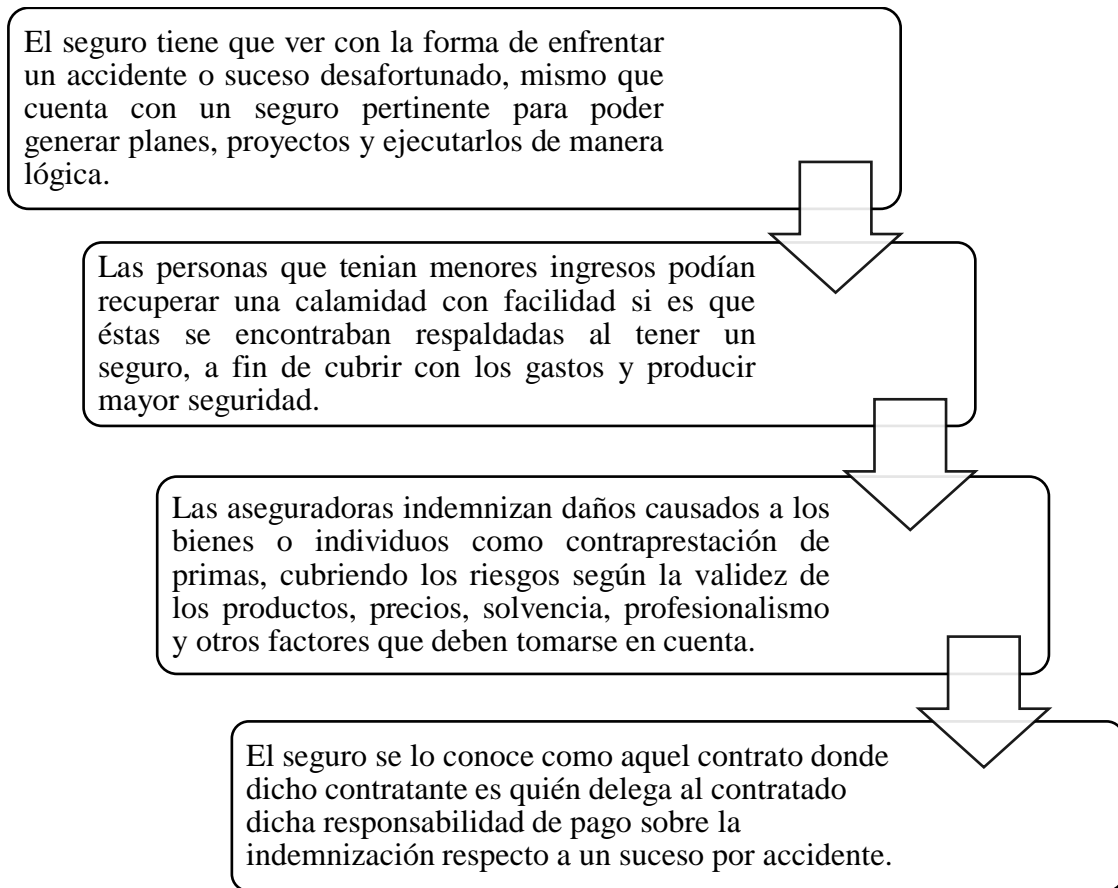 El seguro tiene que ver con la forma de enfrentar
un accidente o suceso desafortunado, mismo que
cuenta con un seguro pertinente para poder
generar planes, proyectos y ejecutarlos de manera
lógica.
Las personas que tenian menores ingresos podían
recuperar una calamidad con facilidad si es que
éstas se encontraban respaldadas al tener un
seguro, a fin de cubrir con los gastos y producir
mayor seguridad.
Las aseguradoras indemnizan daños causados a los
bienes o individuos como contraprestación de
primas, cubriendo los riesgos según la validez de
los productos, precios, solvencia, profesionalismo
y otros factores que deben tomarse en cuenta.
El seguro se lo conoce como aquel contrato donde
dicho contratante es quién delega al contratado
dicha responsabilidad de pago sobre la
indemnización respecto a un suceso por accidente.